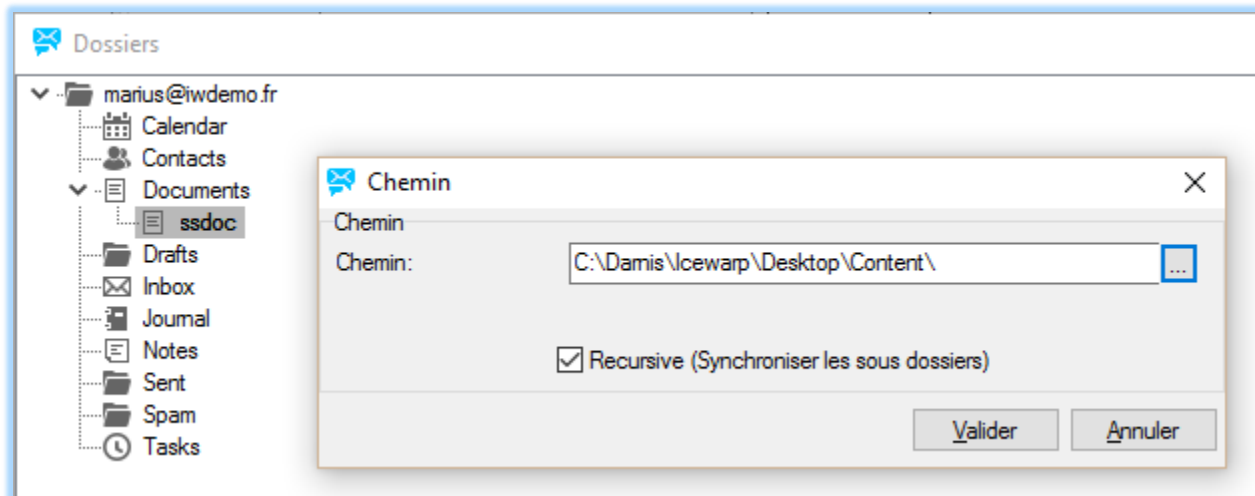 Dossiers
marius@iwdemo.fr
Calendar
Contacts
Documents
ssdoc
Drafts
Inbox
Journal
Notes
Sent
Spam
Tasks
Chemin
Chemin
Chemin:
C:\Damis\Icewarp\Desktop\Content\
...
Recursive (Synchroniser les sous dossiers)
Valider
Annuler